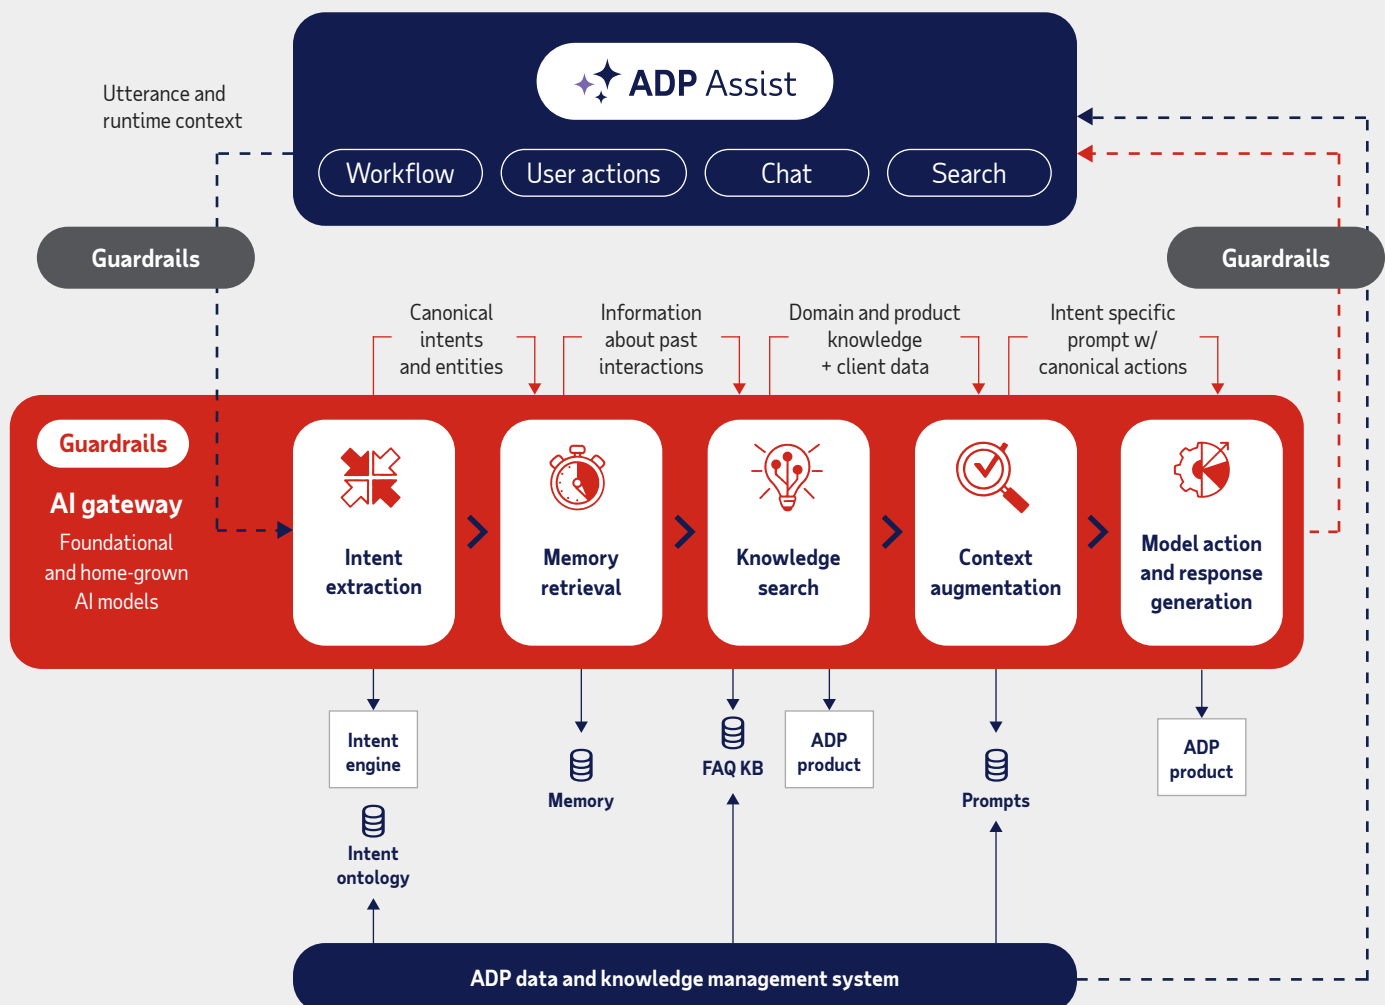 ADP Assist
Utterance and
runtime context
Workflow
User actions
Chat
Search
Guardrails
Guardrails
Canonical
intents
and entities
Information
about past
interactions
Domain and product
knowledge
+ client data
Intent specific
prompt w/
canonical actions
Guardrails
AI gateway
Foundational
and home-grown
AI models
Intent
extraction
Memory
retrieval
Knowledge
search
Context
augmentation
Model action
and response
generation
Intent
engine
Intent
ontology
Memory
FAQ KB
ADP
product
Prompts
ADP
product
ADP data and knowledge management system